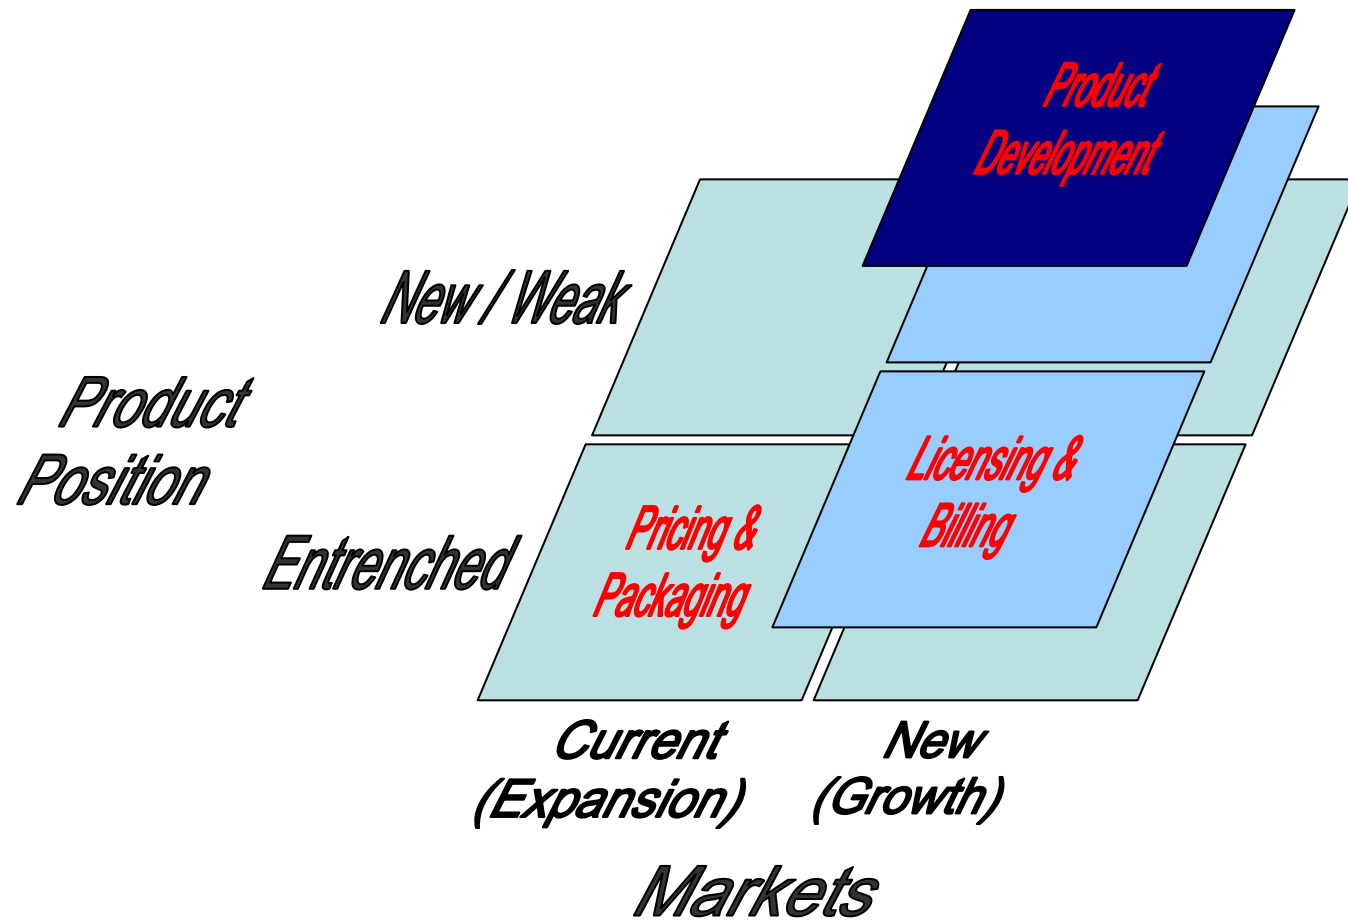 Product
Development
New / Weak
Product
Position
Licensing &
Billing
Pricing &
Packaging
Entrenched
Current
(Expansion)
New
(Growth)
Markets